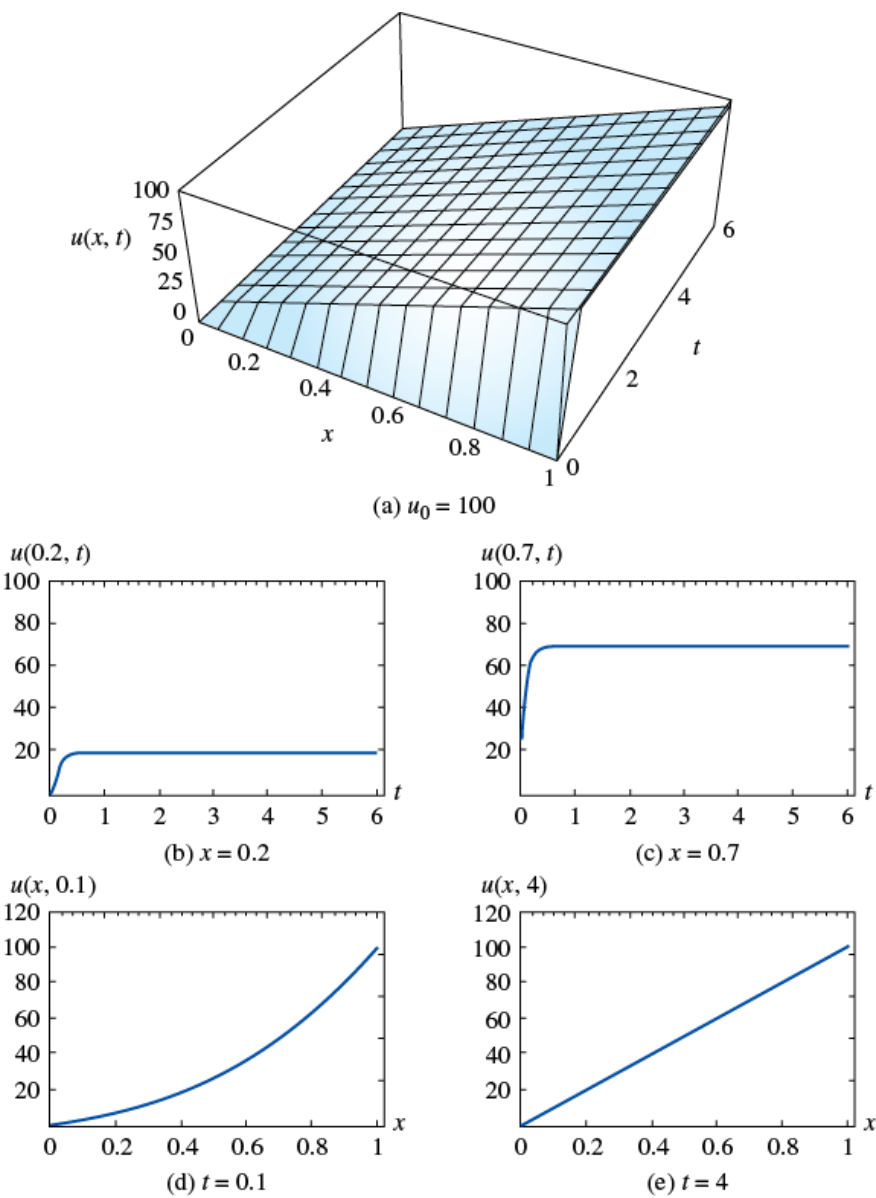 100
75
u(x, t)
50
25
0
0
0.2
0.4
0.6
0.8
1
x
0
2
4
6
t
(a) u₀ = 100
u(0.2, t)
100
80
60
40
20
0 1 2 3 4 5 6
t
(b) x = 0.2
u(0.7, t)
100
80
60
40
20
0 1 2 3 4 5 6
t
(c) x = 0.7
u(x, 0.1)
120
100
80
60
40
20
0 0.2 0.4 0.6 0.8 1
x
(d) t = 0.1
u(x, 4)
120
100
80
60
40
20
0 0.2 0.4 0.6 0.8 1
x
(e) t = 4